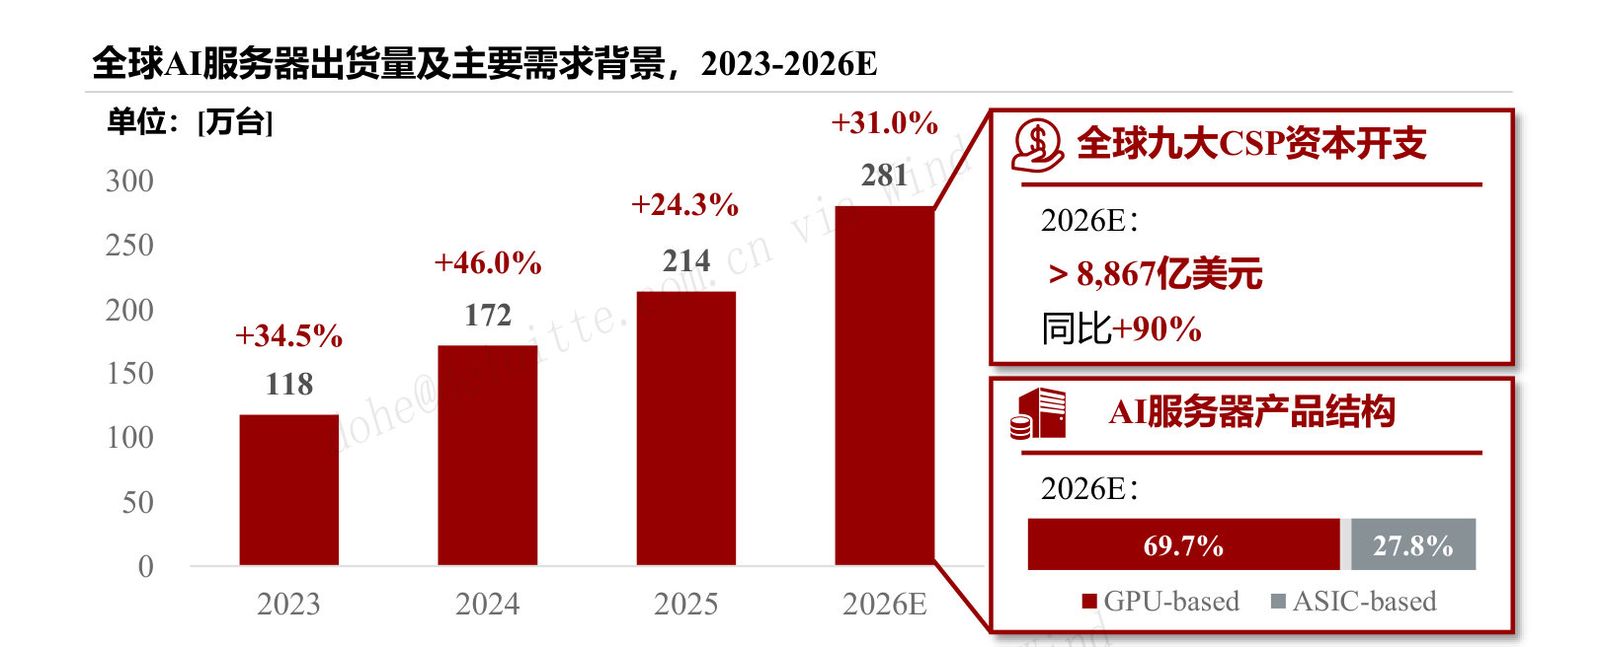 全球AI服务器出货量及主要需求背景，2023-2026E
单位：[万台]
300
250
200
150
100
50
0
+34.5%
118
2023
+46.0%
172
2024
+24.3%
214
2025
+31.0%
281
2026E
全球九大CSP资本开支
2026E：
＞8,867亿美元
同比+90%
AI服务器产品结构
2026E：
69.7% 27.8%
GPU-based ASIC-based